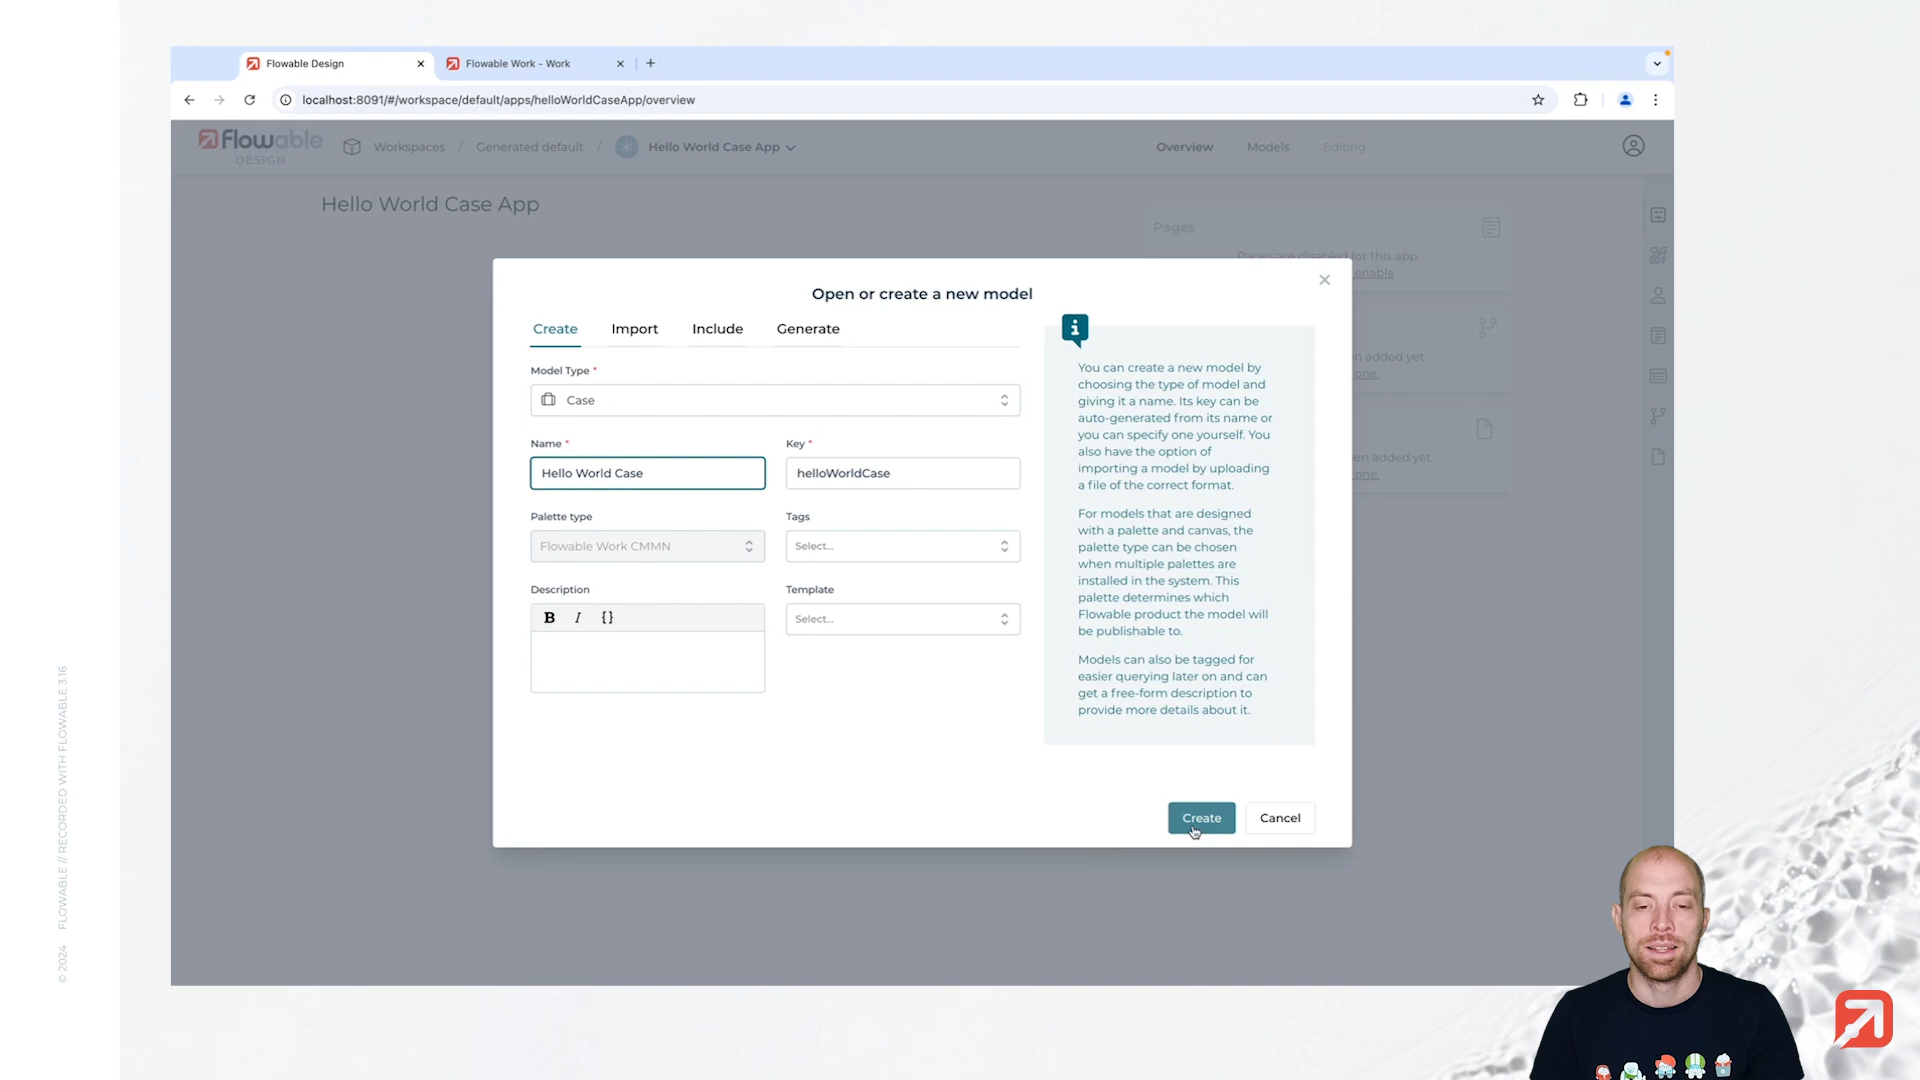 Flowable Design
Flowable Work - Work
localhost:8091/#/workspace/default/apps/helloWorldCaseApp/overview
Flowable
DESIGN
Workspaces / Generated default / Hello World Case App
Overview
Models
Editing
Hello World Case App
Pages
Pages are disabled for this app.
enable
Open or create a new model
Create
Import
Include
Generate
Model Type *
Case
Name *
Key *
Hello World Case
helloWorldCase
Palette type
Tags
Flowable Work CMMN
Select...
Description
Template
B I {}
Select...
i
You can create a new model by
choosing the type of model and
giving it a name. Its key can be
auto-generated from its name or
you can specify one yourself. You
also have the option of
importing a model by uploading
a file of the correct format.
For models that are designed
with a palette and canvas, the
palette type can be chosen
when multiple palettes are
installed in the system. This
palette determines which
Flowable product the model will
be publishable to.
Models can also be tagged for
easier querying later on and can
get a free-form description to
provide more details about it.
n added yet.
one.
en added yet.
one.
Create
Cancel
© 2024 FLOWABLE // RECORDED WITH FLOWABLE 3.16